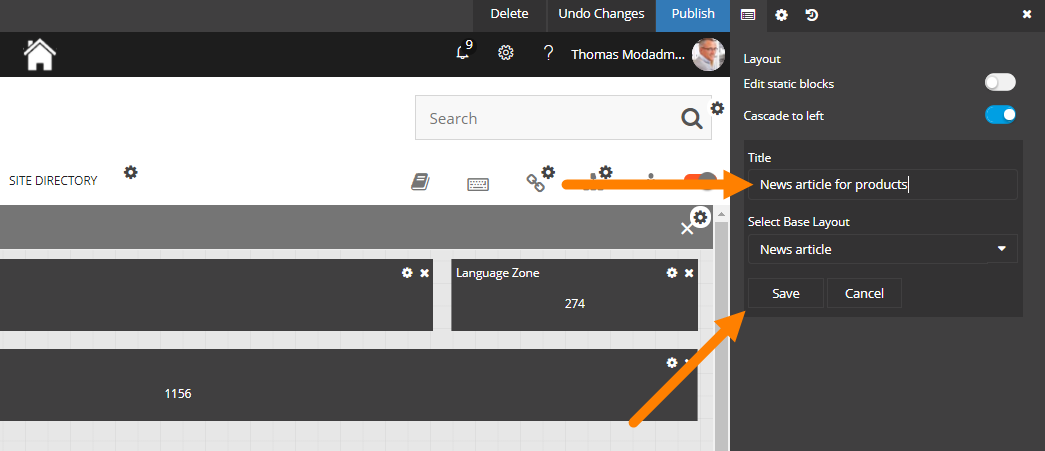 Delete Undo Changes Publish
9
? Thomas Modadm...
Layout
Edit static blocks
Cascade to left
Search
Title
SITE DIRECTORY
News article for products
Select Base Layout
News article
Language Zone
274
Save Cancel
1156